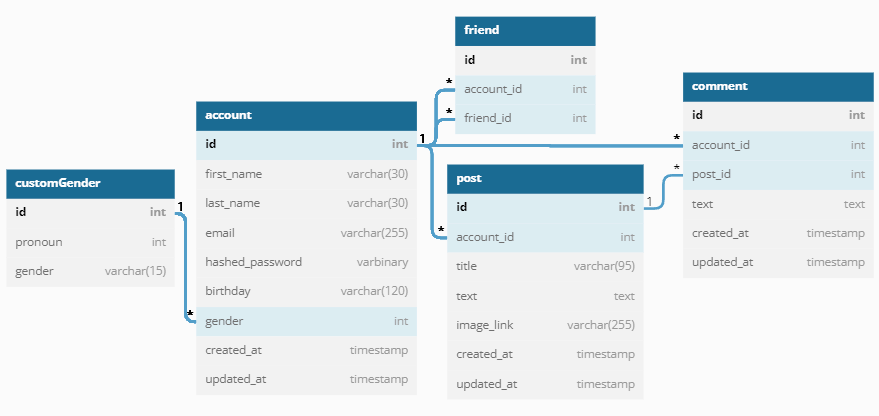 friend
id int
account_id int
friend_id int
* 
*
comment
id int
account_id int
post_id int
text text
created_at timestamp
updated_at timestamp
*
*
account
id int
first_name varchar(30)
last_name varchar(30)
email varchar(255)
hashed_password varbinary
birthday varchar(120)
gender int
created_at timestamp
updated_at timestamp
1
*
post
id int
account_id int
title varchar(95)
text text
image_link varchar(255)
created_at timestamp
updated_at timestamp
1
*
customGender
id int
pronoun int
gender varchar(15)
1